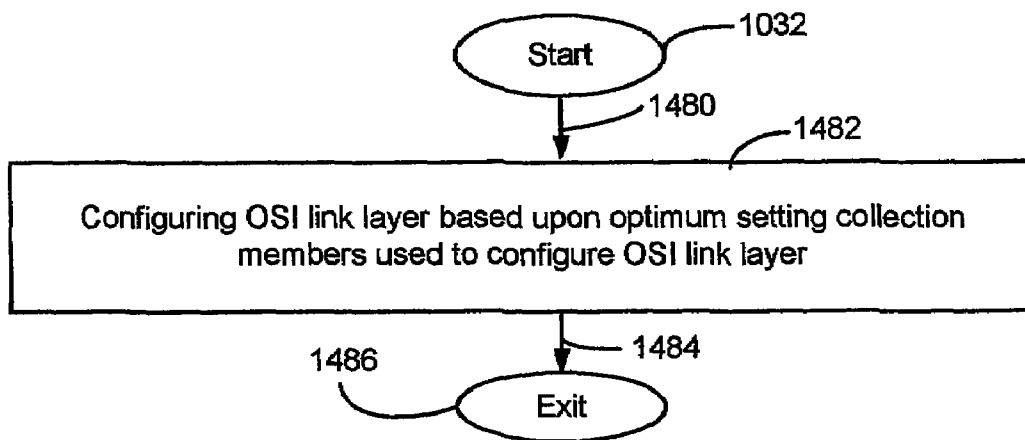 Start
1032
1480
1482
Configuring OSI link layer based upon optimum setting collection
members used to configure OSI link layer
1484
1486
Exit